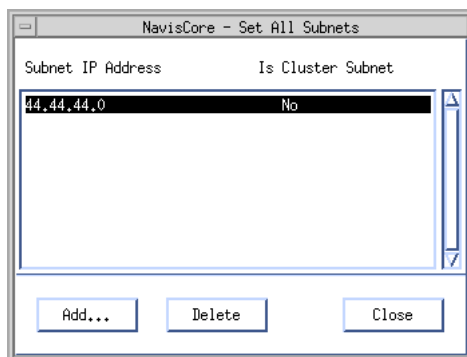 NavisCore - Set All Subnets
Subnet IP Address Is Cluster Subnet
44.44.44.0 No
Add... Delete Close